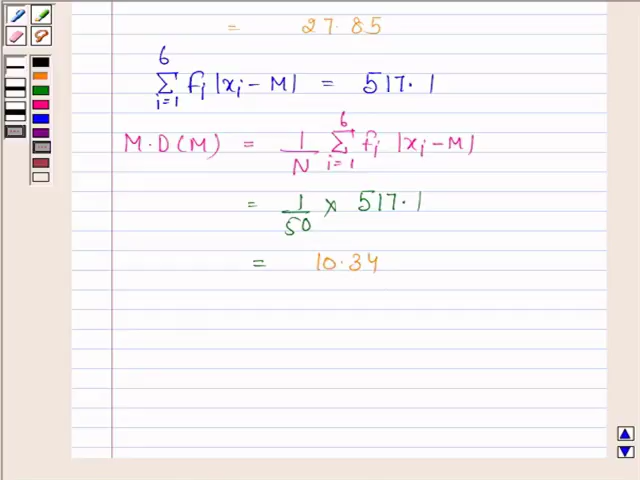 = 27.85
6
∑ fi |xi - M| = 517.1
i=1
M.D(M) = 1/N 6∑i=1 fi |xi - M|
= 1/50 × 517.1
= 10.34